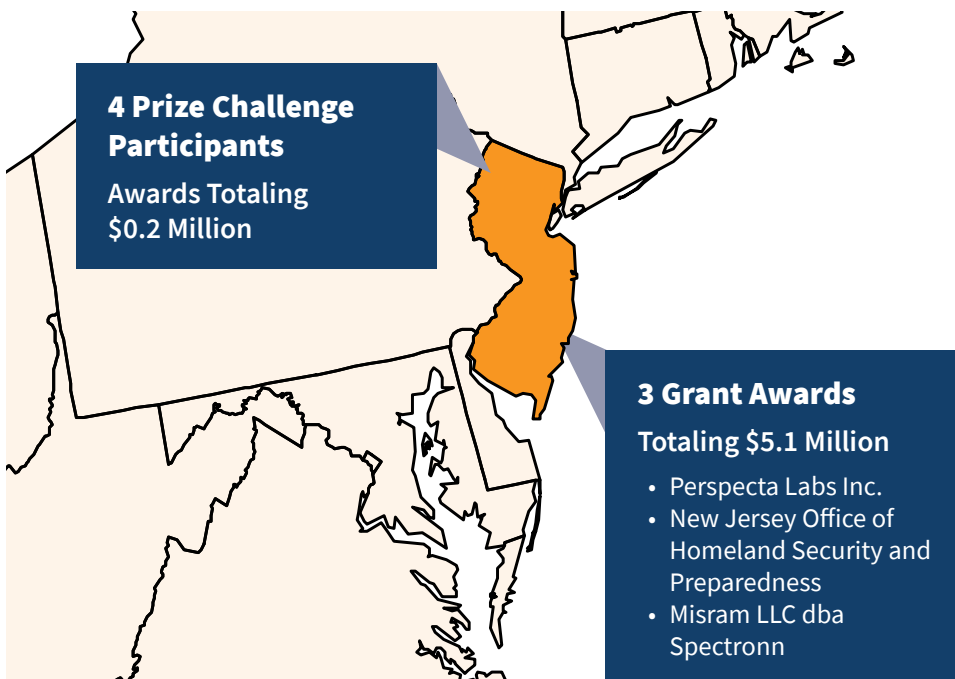 4 Prize Challenge
Participants
Awards Totaling
$0.2 Million
3 Grant Awards
Totaling $5.1 Million
• Perspecta Labs Inc.
• New Jersey Office of
Homeland Security and
Preparedness
• Misram LLC dba
Spectronn